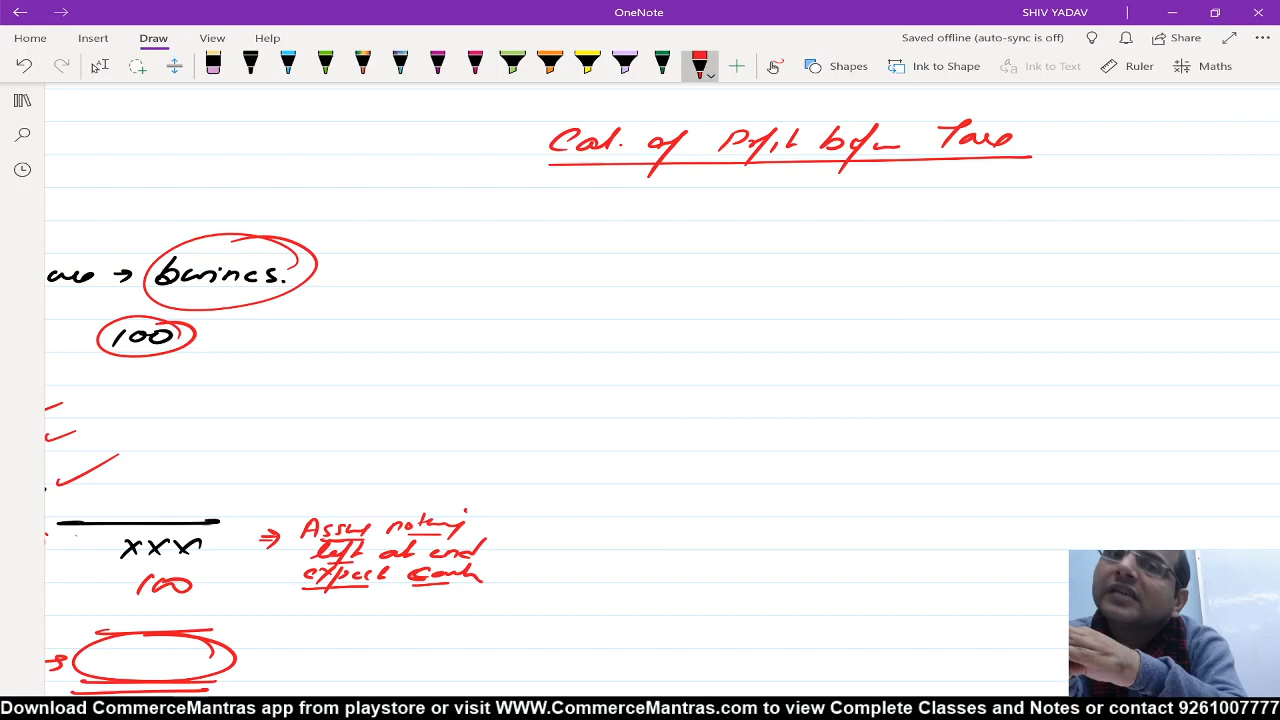 OneNote
SHIV YADAV
Home Insert Draw View Help
Saved offline (auto-sync is off)
Share
Shapes
Ink to Shape
Ink to Text
Ruler
Maths
Cal. of Profit before Tax
→ business.
100
xxx
100
⇒ Assume nothing
left at end
except Cash
Download CommerceMantras app from playstore or visit WWW.CommerceMantras.com to view Complete Classes and Notes or contact 9261007777